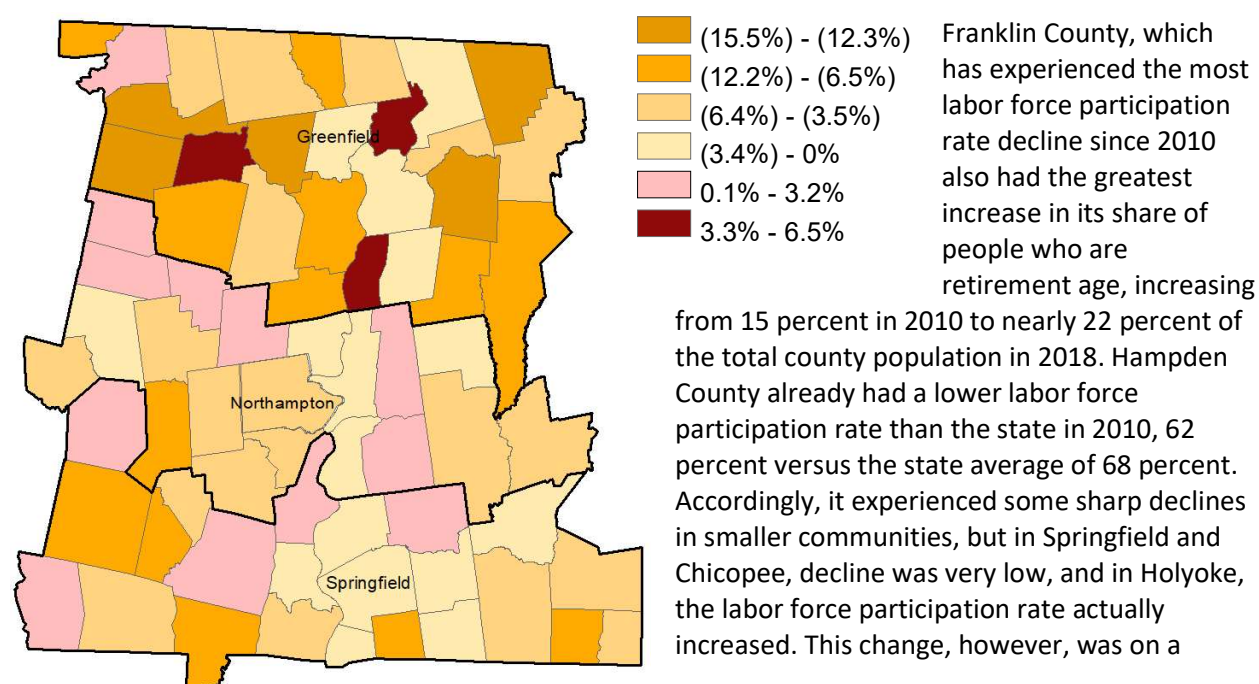 Greenfield
Northampton
Springfield
(15.5%) - (12.3%)
(12.2%) - (6.5%)
(6.4%) - (3.5%)
(3.4%) - 0%
0.1% - 3.2%
3.3% - 6.5%
Franklin County, which
has experienced the most
labor force participation
rate decline since 2010
also had the greatest
increase in its share of
people who are
retirement age, increasing
from 15 percent in 2010 to nearly 22 percent of
the total county population in 2018. Hampden
County already had a lower labor force
participation rate than the state in 2010, 62
percent versus the state average of 68 percent.
Accordingly, it experienced some sharp declines
in smaller communities, but in Springfield and
Chicopee, decline was very low, and in Holyoke,
the labor force participation rate actually
increased. This change, however, was on a